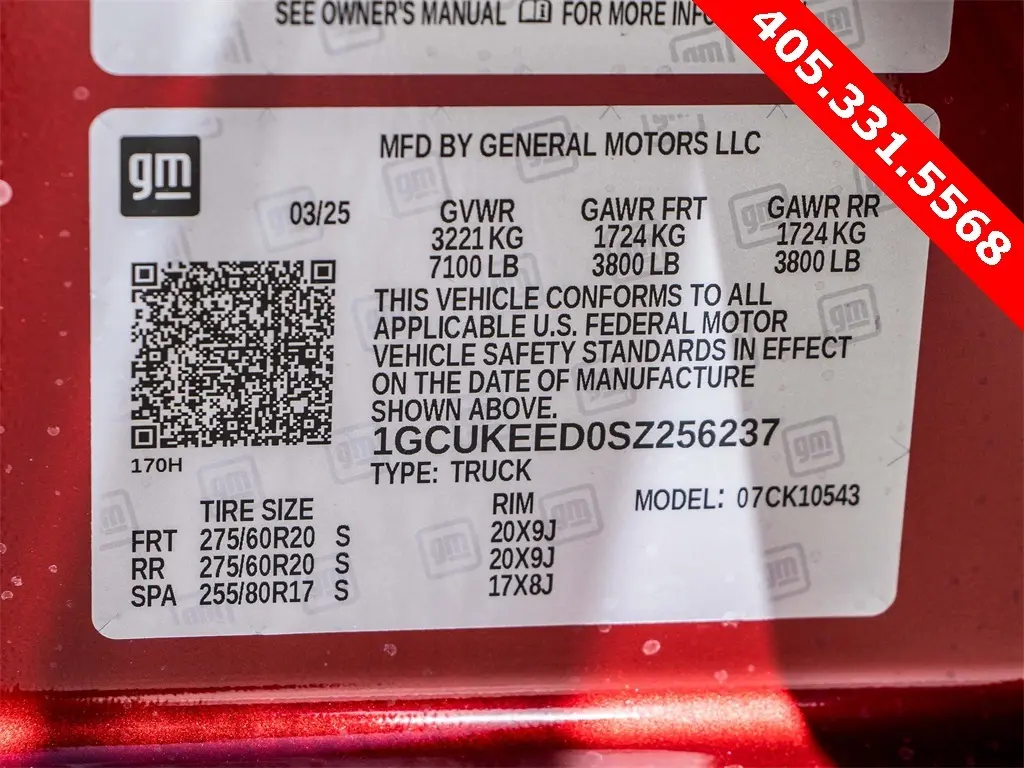 SEE OWNER'S MANUAL FOR MORE
405.331.5568
gm
MFD BY GENERAL MOTORS LLC
03/25 GVWR GAWR FRT GAWR RR
3221 KG 1724 KG 1724 KG
7100 LB 3800 LB 3800 LB
THIS VEHICLE CONFORMS TO ALL
APPLICABLE U.S. FEDERAL MOTOR
VEHICLE SAFETY STANDARDS IN EFFECT
ON THE DATE OF MANUFACTURE
SHOWN ABOVE.
1GCUKEED0SZ256237
170H
TYPE: TRUCK
TIRE SIZE RIM MODEL: 07CK10543
FRT 275/60R20 S 20X9J
RR 275/60R20 S 20X9J
SPA 255/80R17 S 17X8J